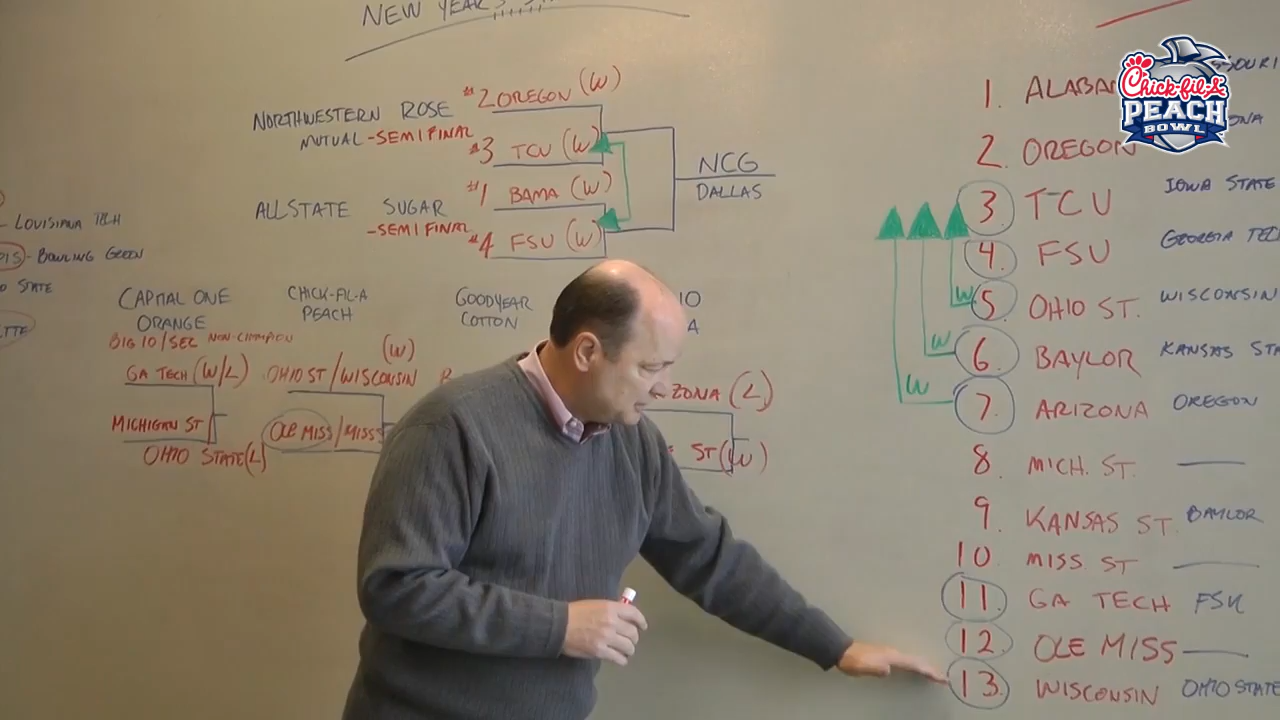 NEW YEAR'S
NORTHWESTERN ROSE
MUTUAL -SEMIFINAL
#2 OREGON (W)
#3 TCU (W)
ALLSTATE SUGAR
-SEMIFINAL
#1 BAMA (W)
#4 FSU (W)
NCG
DALLAS
- LOUISIANA TECH
- BOWLING GREEN
STATE
CAPITAL ONE
ORANGE
BIG 10/SEC NON-CHAMPION
GA TECH (W/L)
MICHIGAN ST
OHIO STATE(L)
CHICK-FIL-A
PEACH
(W)
OHIO ST/WISCONSIN
OLE MISS/MISS
GOODYEAR
COTTON
IO
A
ZONA (L)
ST (W)
1. ALABA
2. OREGON
3 TCU IOWA STATE
4. FSU GEORGIA TECH
W 5. OHIO ST. WISCONSIN
W 6. BAYLOR KANSAS STA
W 7. ARIZONA OREGON
8. MICH. ST. —
9. KANSAS ST. BAYLOR
10. MISS ST —
11. GA TECH FSU
12. OLE MISS —
13. WISCONSIN OHIO STATE
Chick-fil-A
PEACH
BOWL